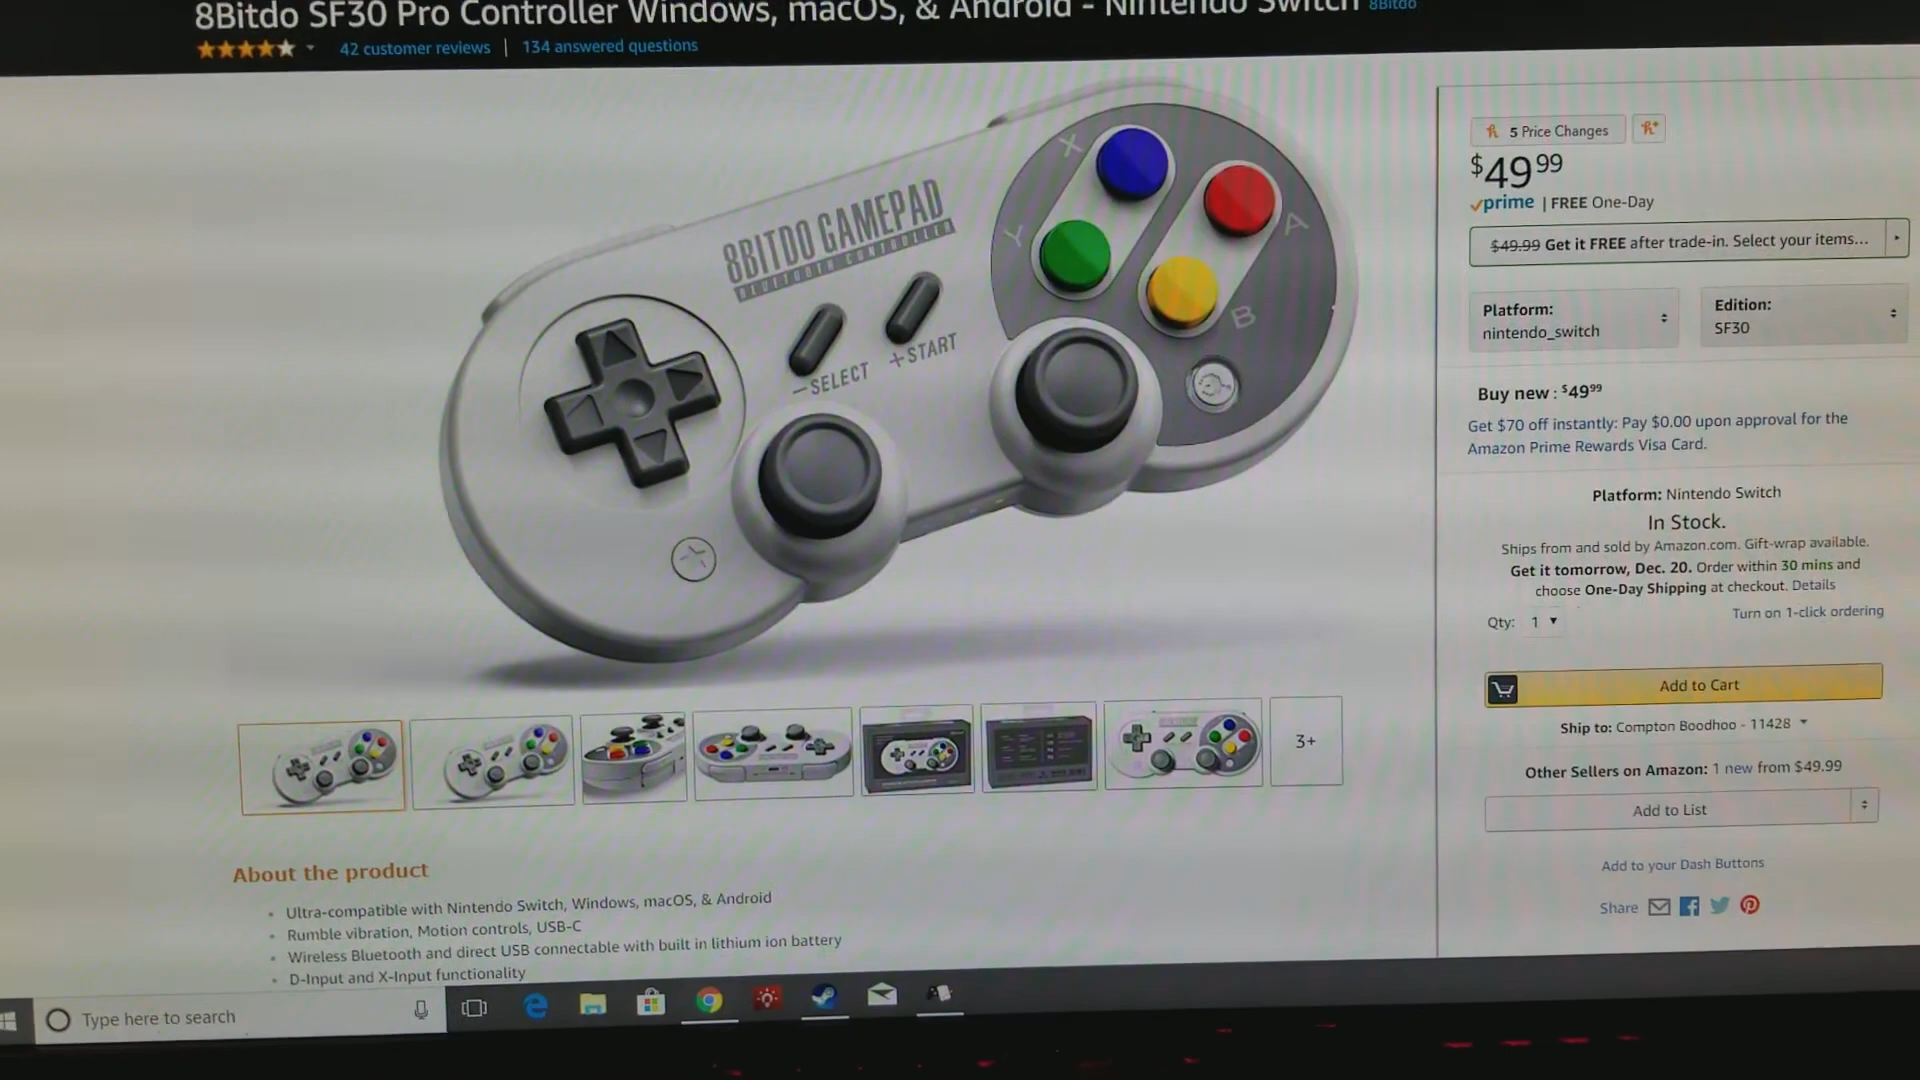 8Bitdo SF30 Pro Controller Windows, macOS, & Android - Nintendo Switch 8Bitdo
42 customer reviews | 134 answered questions
8BITDO GAMEPAD
BLUETOOTH CONTROLLER
X
Y
A
B
—SELECT
+START
5 Price Changes
$49 99
prime | FREE One-Day
$49.99 Get it FREE after trade-in. Select your items...
Platform:
nintendo_switch
Edition:
SF30
Buy new : $49 99
Get $70 off instantly: Pay $0.00 upon approval for the
Amazon Prime Rewards Visa Card.
Platform: Nintendo Switch
In Stock.
Ships from and sold by Amazon.com. Gift-wrap available.
Get it tomorrow, Dec. 20. Order within 30 mins and
choose One-Day Shipping at checkout. Details
Turn on 1-click ordering
Qty: 1
Add to Cart
Ship to: Compton Boodhoo - 11428
Other Sellers on Amazon: 1 new from $49.99
Add to List
Add to your Dash Buttons
Share
3+
About the product
Ultra-compatible with Nintendo Switch, Windows, macOS, & Android
Rumble vibration, Motion controls, USB-C
Wireless Bluetooth and direct USB connectable with built in lithium ion battery
D-Input and X-Input functionality
Type here to search